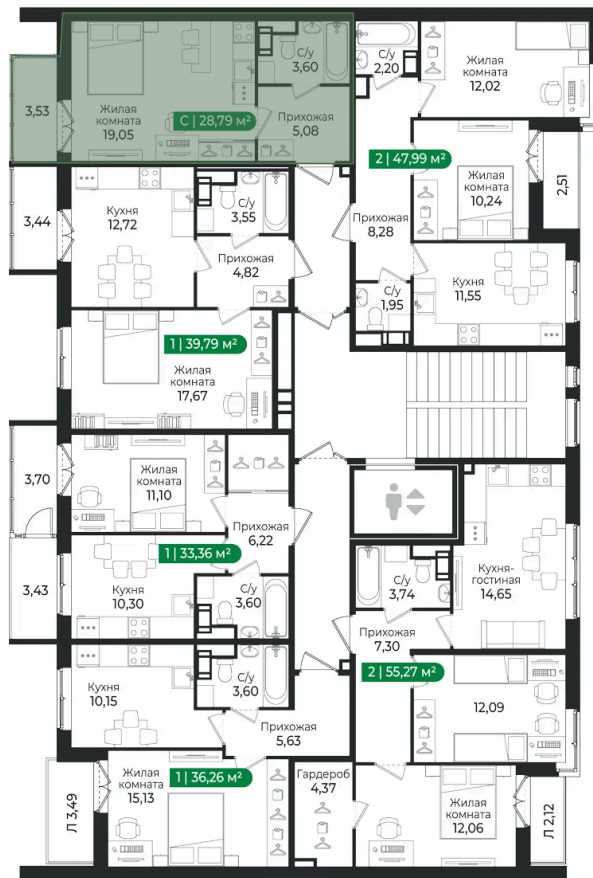 3,53
Жилая
комната
19,05
С/у
3,60
С | 28,79 м²
Прихожая
5,08
С/у
2,20
Жилая
комната
12,02
2 | 47,99 м²
Жилая
комната
10,24
2,51
3,44
Кухня
12,72
С/у
3,55
Прихожая
4,82
8,28
С/у
1,95
Кухня
11,55
1 | 39,79 м²
Жилая
комната
17,67
3,70
Жилая
комната
11,10
Прихожая
6,22
1 | 33,36 м²
3,43
Кухня
10,30
С/у
3,60
С/у
3,74
Кухня-
гостиная
14,65
Прихожая
7,30
2 | 55,27 м²
12,09
Кухня
10,15
С/у
3,60
Прихожая
5,63
Л 3,49
Жилая
комната
15,13
1 | 36,26 м²
Гардероб
4,37
Жилая
комната
12,06
Л 2,12